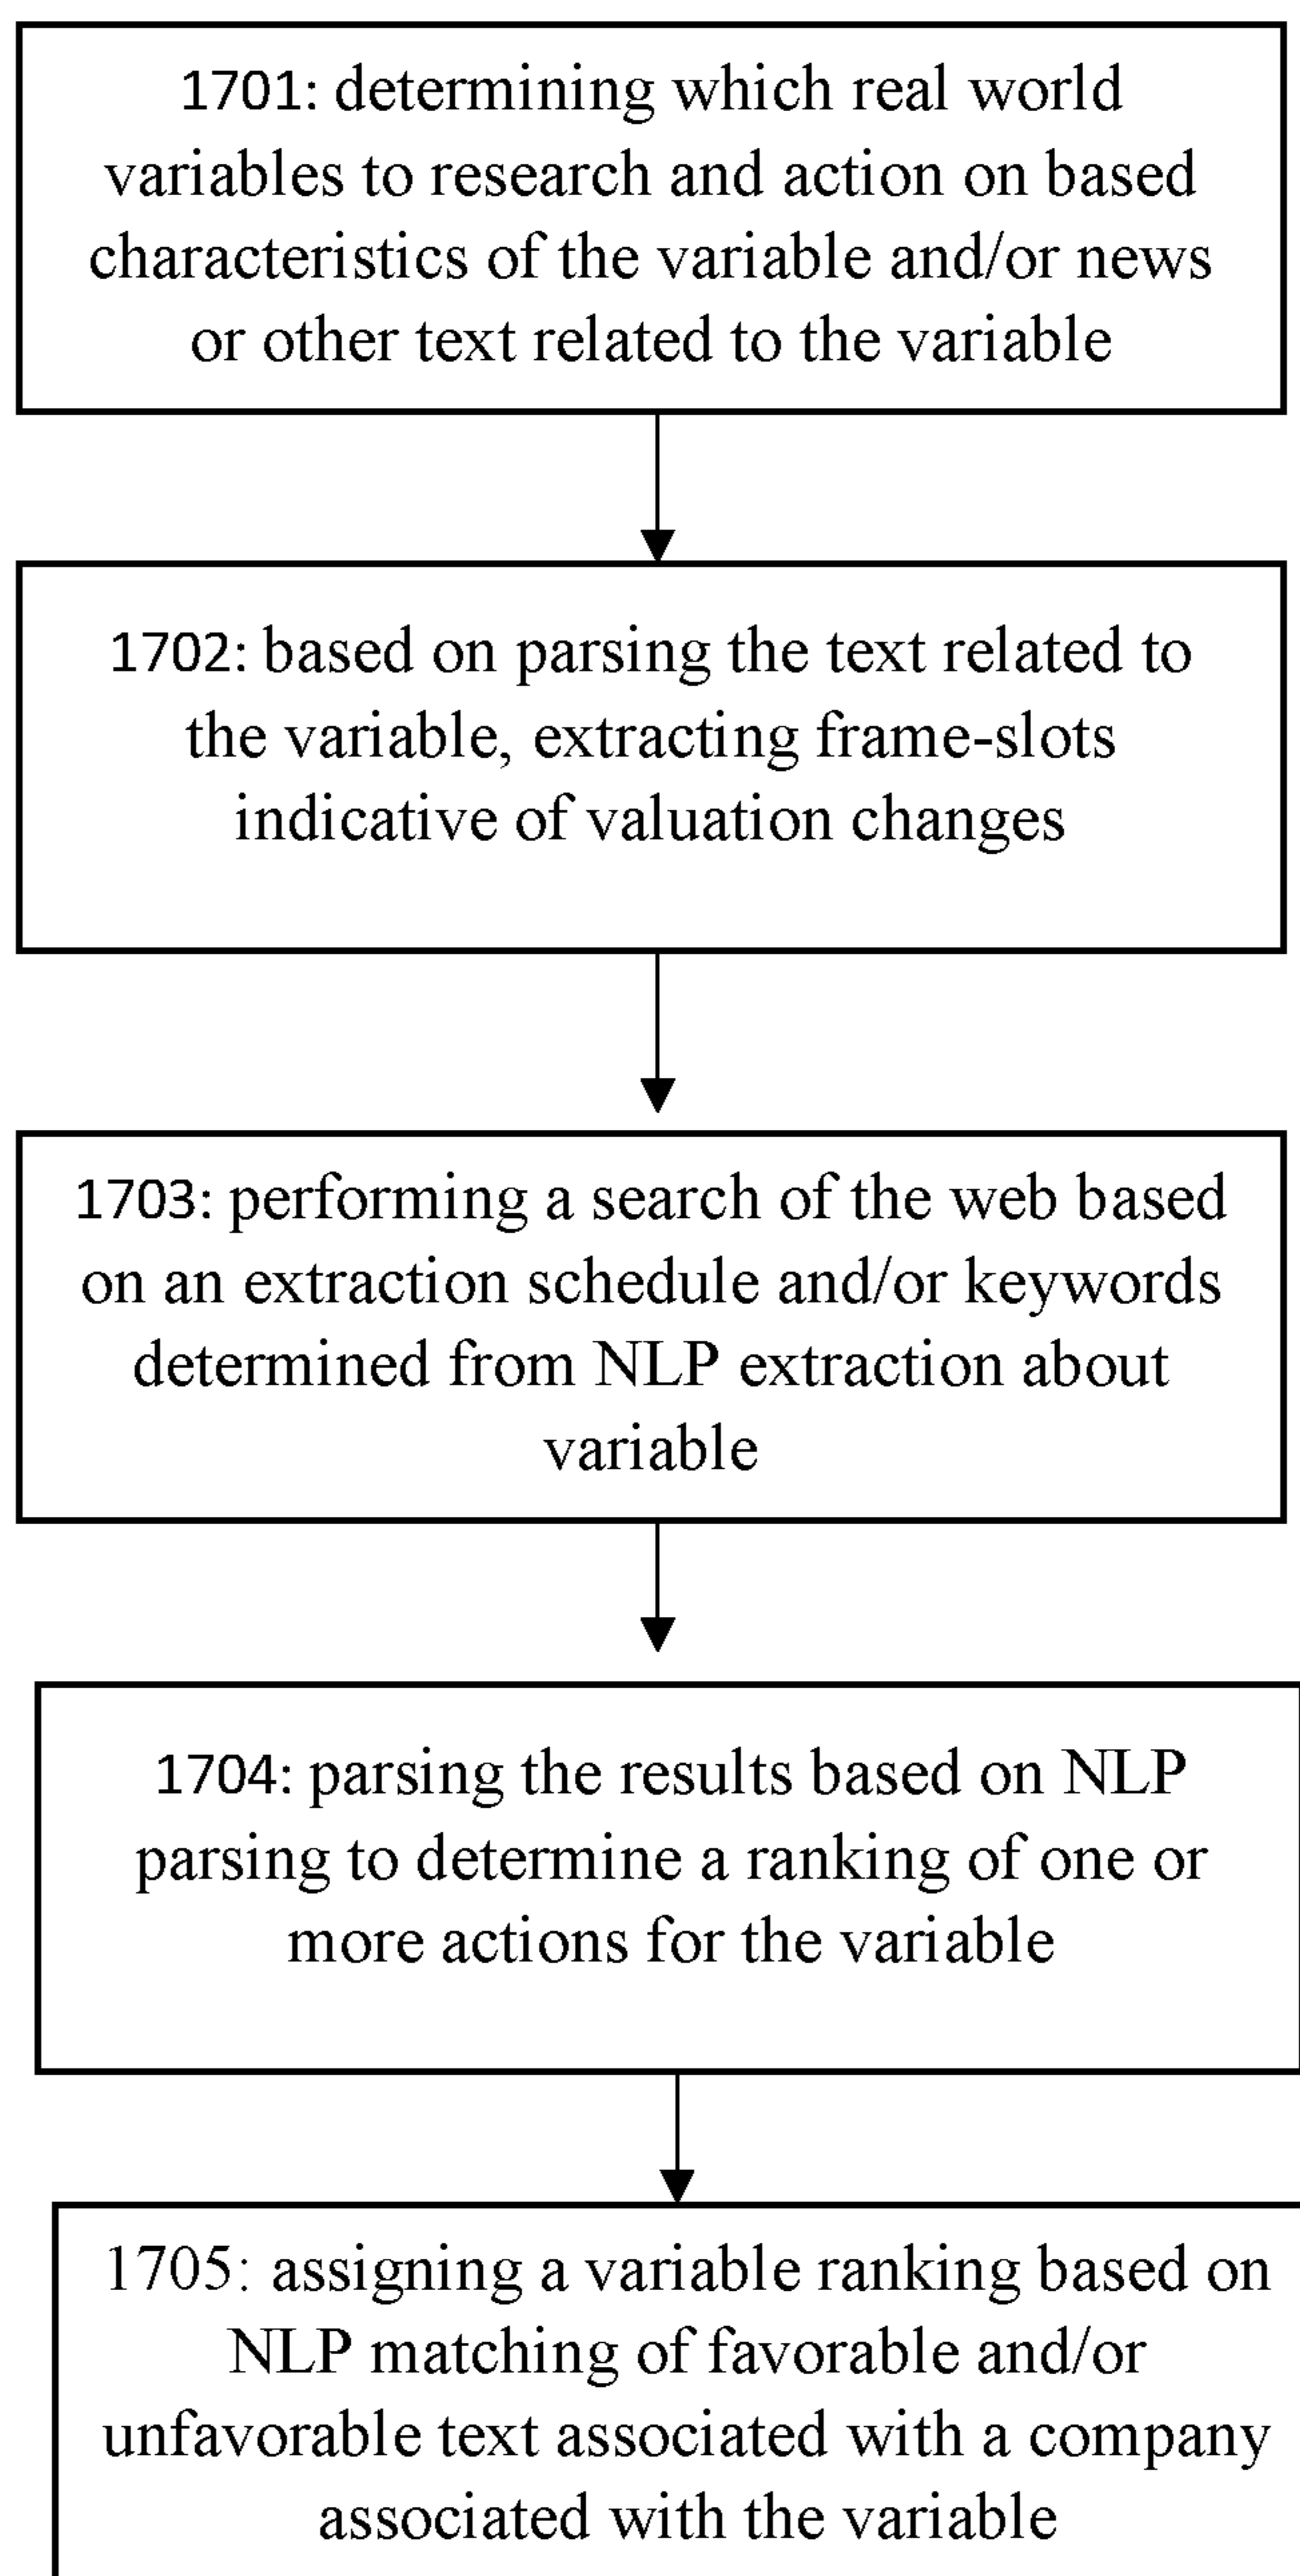 1701: determining which real world
variables to research and action on based
characteristics of the variable and/or news
or other text related to the variable
1702: based on parsing the text related to
the variable, extracting frame-slots
indicative of valuation changes
1703: performing a search of the web based
on an extraction schedule and/or keywords
determined from NLP extraction about
variable
1704: parsing the results based on NLP
parsing to determine a ranking of one or
more actions for the variable
1705: assigning a variable ranking based on
NLP matching of favorable and/or
unfavorable text associated with a company
associated with the variable